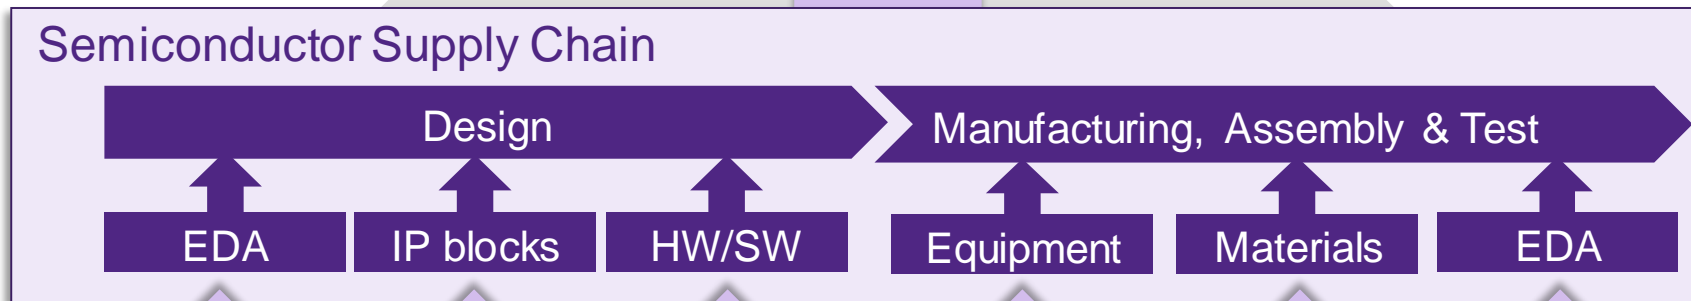 Semiconductor Supply Chain
Design
Manufacturing, Assembly & Test
EDA
IP blocks
HW/SW
Equipment
Materials
EDA